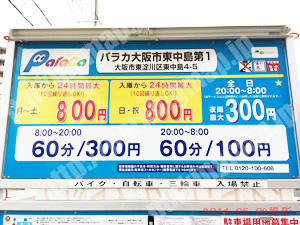 Paraca
パラカ大阪市東中島第1
大阪市東淀川区東中島4-5
入庫から24時間最大
(10回繰り返しOK!)
月～土 800円
入庫から24時間最大
(10回繰り返しOK!)
日・祝 800円
全日
20:00～8:00
夜間最大 300円
8:00～20:00
60分/300円
20:00～8:00
60分/100円
TEL 0120-100-608
バイク・自転車・三輪車 入場禁止
駐車場用地募集中